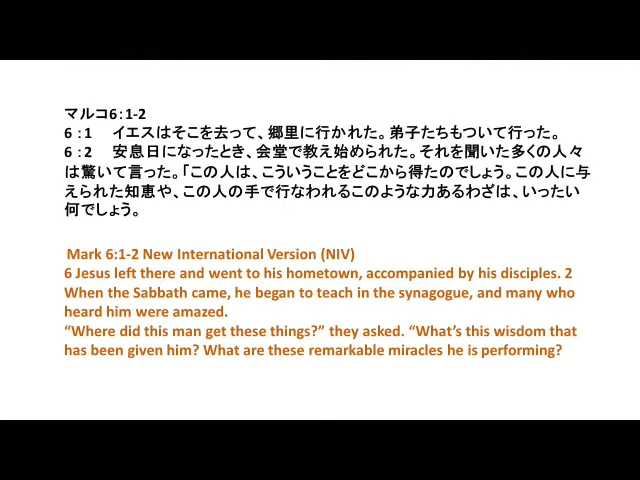 マルコ6：1-2
6 ：1　イエスはそこを去って、郷里に行かれた。弟子たちもついて行った。
6 ：2　安息日になったとき、会堂で教え始められた。それを聞いた多くの人々
は驚いて言った。「この人は、こういうことをどこから得たのでしょう。この人に与
えられた知恵や、この人の手で行なわれるこのような力あるわざは、いったい
何でしょう。
Mark 6:1-2 New International Version (NIV)
6 Jesus left there and went to his hometown, accompanied by his disciples. 2
When the Sabbath came, he began to teach in the synagogue, and many who
heard him were amazed.
“Where did this man get these things?” they asked. “What’s this wisdom that
has been given him? What are these remarkable miracles he is performing?